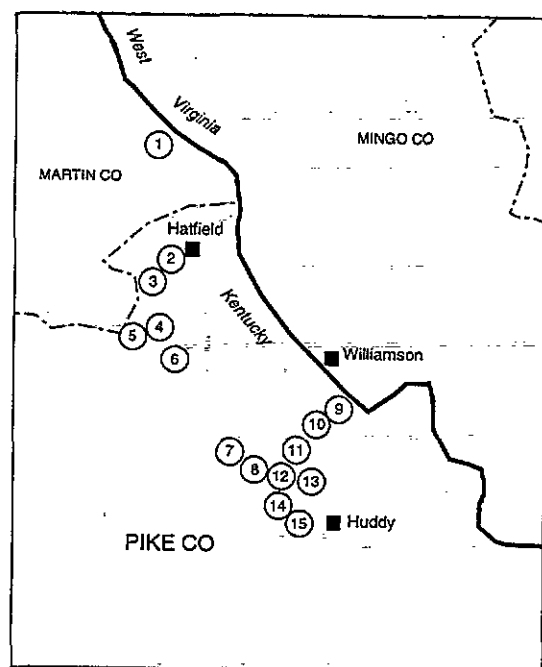 West
Virginia
1
MINGO CO
MARTIN CO
Hatfield
2
3
Kentucky
4
5
6
Williamson
9
10
11
7
8
12
13
14
15
Huddy
PIKE CO